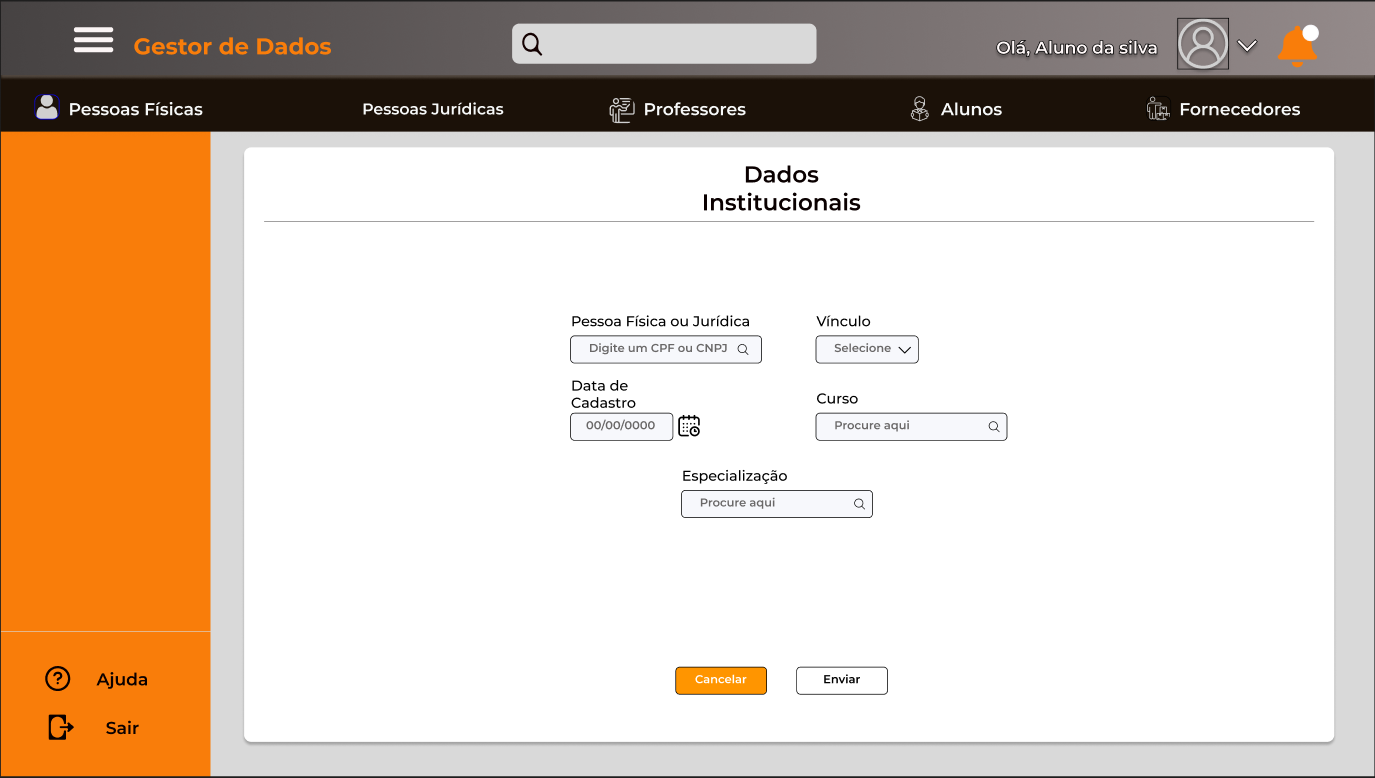 Gestor de Dados
Olá, Aluno da silva
Pessoas Físicas
Pessoas Jurídicas
Professores
Alunos
Fornecedores
Dados
Institucionais
Pessoa Física ou Jurídica
Vínculo
Digite um CPF ou CNPJ
Selecione
Data de
Cadastro
Curso
00/00/0000
Procure aqui
Especialização
Procure aqui
Cancelar
Enviar
Ajuda
Sair